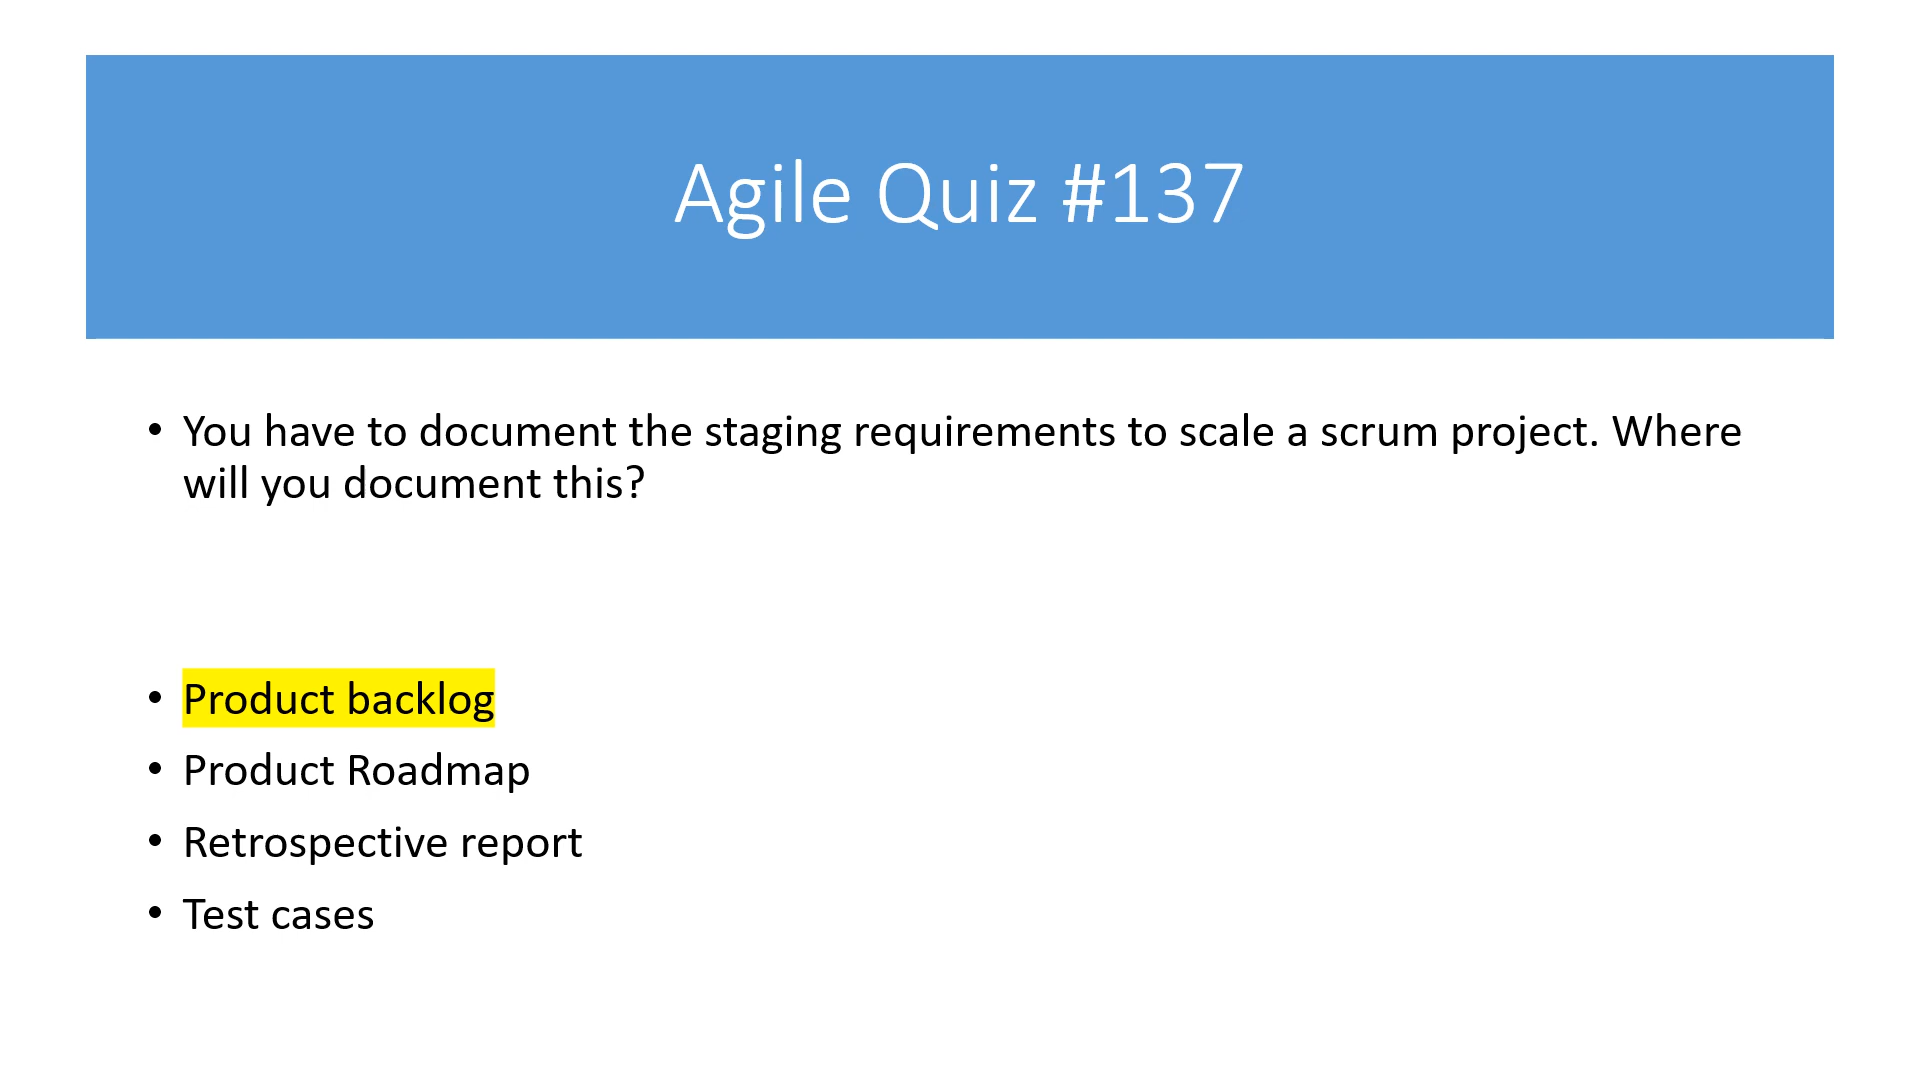 Agile Quiz #137
• You have to document the staging requirements to scale a scrum project. Where
will you document this?
• Product backlog
• Product Roadmap
• Retrospective report
• Test cases